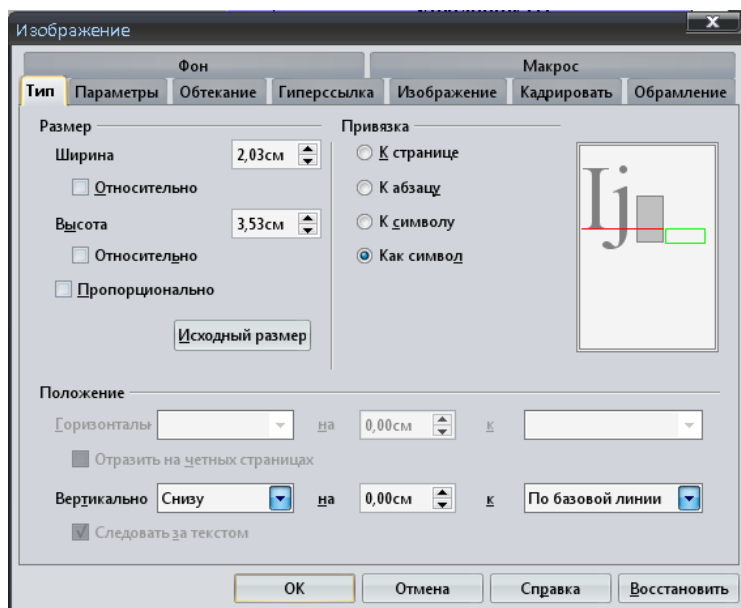 Изображение
Фон Макрос
Тип Параметры Обтекание Гиперссылка Изображение Кадрировать Обрамление
Размер Привязка
Ширина 2,03см К странице
Относительно К абзацу
Высота 3,53см К символу
Относительно Как символ
Пропорционально
Исходный размер
Ij
Положение
Горизонталы на 0,00см к
Отразить на четных страницах
Вертикально Снизу на 0,00см к По базовой линии
Следовать за текстом
OK Отмена Справка Восстановить